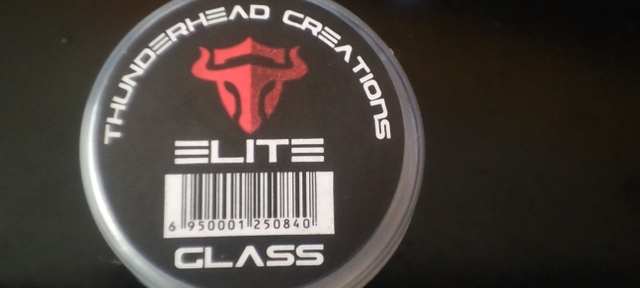 THUNDERHEAD CREATIONS
ELITE
6 950001 250840
GLASS